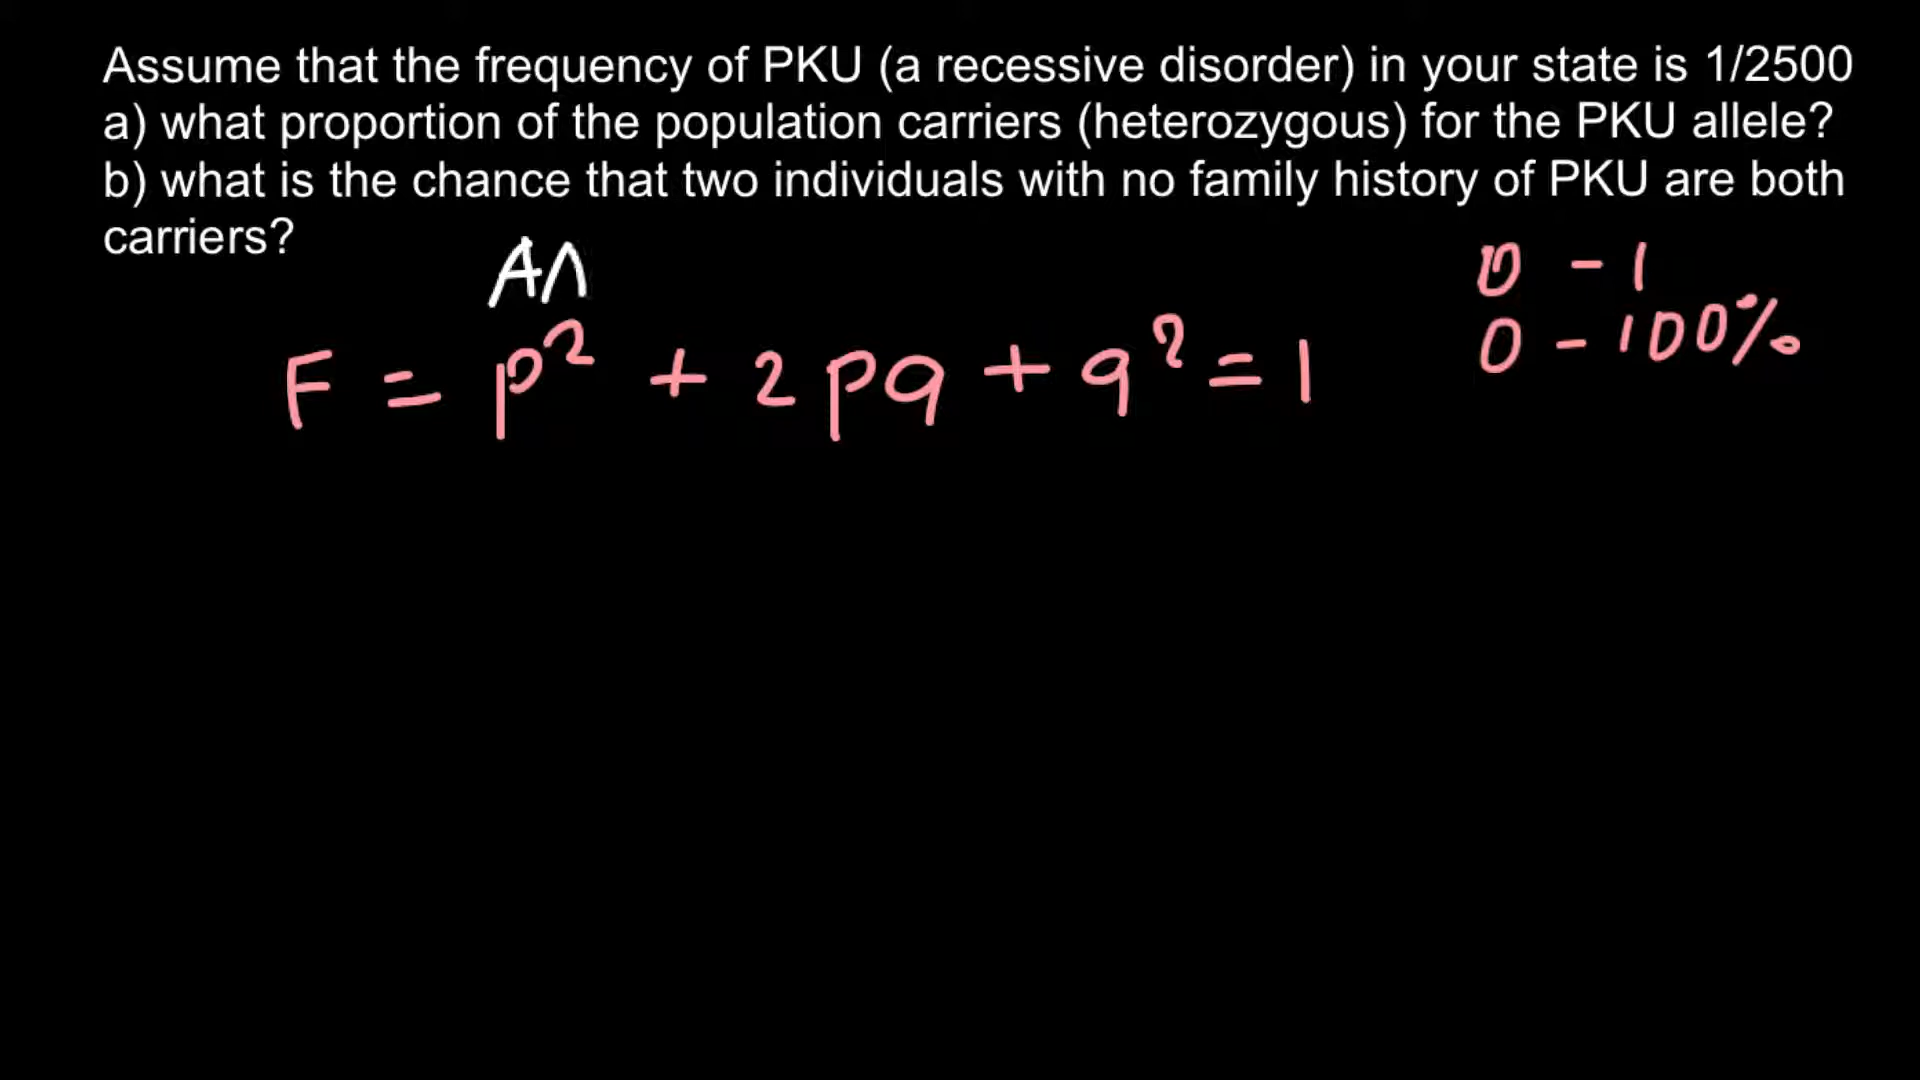 Assume that the frequency of PKU (a recessive disorder) in your state is 1/2500
a) what proportion of the population carriers (heterozygous) for the PKU allele?
b) what is the chance that two individuals with no family history of PKU are both
carriers?
AΛ
0 - 1
0 - 100%
F = p² + 2pq + q² = 1